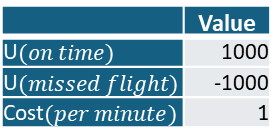 Value
U(on time) 1000
U(missed flight) -1000
Cost(per minute) 1